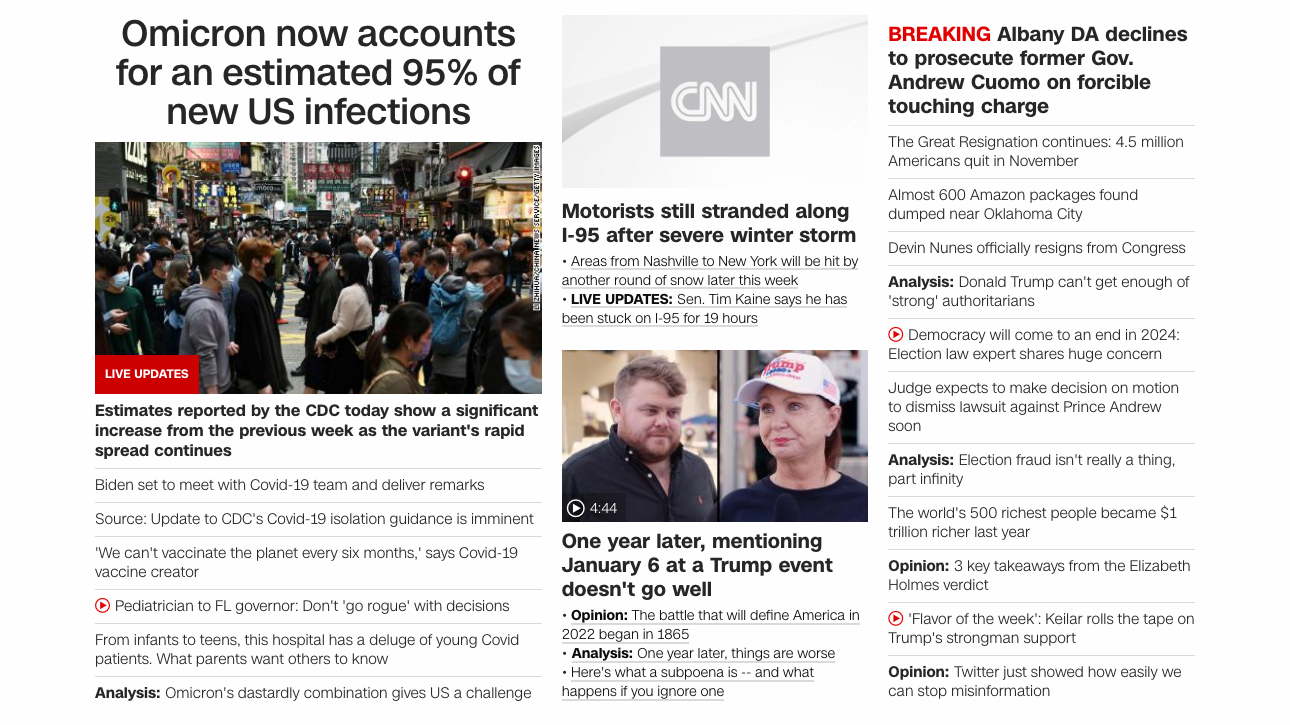 Omicron now accounts
for an estimated 95% of
new US infections
LI ZHIHUA/CHINA NEWS SERVICE/GETTY IMAGES
LIVE UPDATES
Estimates reported by the CDC today show a significant
increase from the previous week as the variant's rapid
spread continues
Biden set to meet with Covid-19 team and deliver remarks
Source: Update to CDC's Covid-19 isolation guidance is imminent
'We can't vaccinate the planet every six months,' says Covid-19
vaccine creator
Pediatrician to FL governor: Don't 'go rogue' with decisions
From infants to teens, this hospital has a deluge of young Covid
patients. What parents want others to know
Analysis: Omicron's dastardly combination gives US a challenge
CNN
Motorists still stranded along
I-95 after severe winter storm
• Areas from Nashville to New York will be hit by
another round of snow later this week
• LIVE UPDATES: Sen. Tim Kaine says he has
been stuck on I-95 for 19 hours
Trump
4:44
One year later, mentioning
January 6 at a Trump event
doesn't go well
• Opinion: The battle that will define America in
2022 began in 1865
• Analysis: One year later, things are worse
• Here's what a subpoena is -- and what
happens if you ignore one
BREAKING Albany DA declines
to prosecute former Gov.
Andrew Cuomo on forcible
touching charge
The Great Resignation continues: 4.5 million
Americans quit in November
Almost 600 Amazon packages found
dumped near Oklahoma City
Devin Nunes officially resigns from Congress
Analysis: Donald Trump can't get enough of
'strong' authoritarians
Democracy will come to an end in 2024:
Election law expert shares huge concern
Judge expects to make decision on motion
to dismiss lawsuit against Prince Andrew
soon
Analysis: Election fraud isn't really a thing,
part infinity
The world's 500 richest people became $1
trillion richer last year
Opinion: 3 key takeaways from the Elizabeth
Holmes verdict
'Flavor of the week': Keilar rolls the tape on
Trump's strongman support
Opinion: Twitter just showed how easily we
can stop misinformation